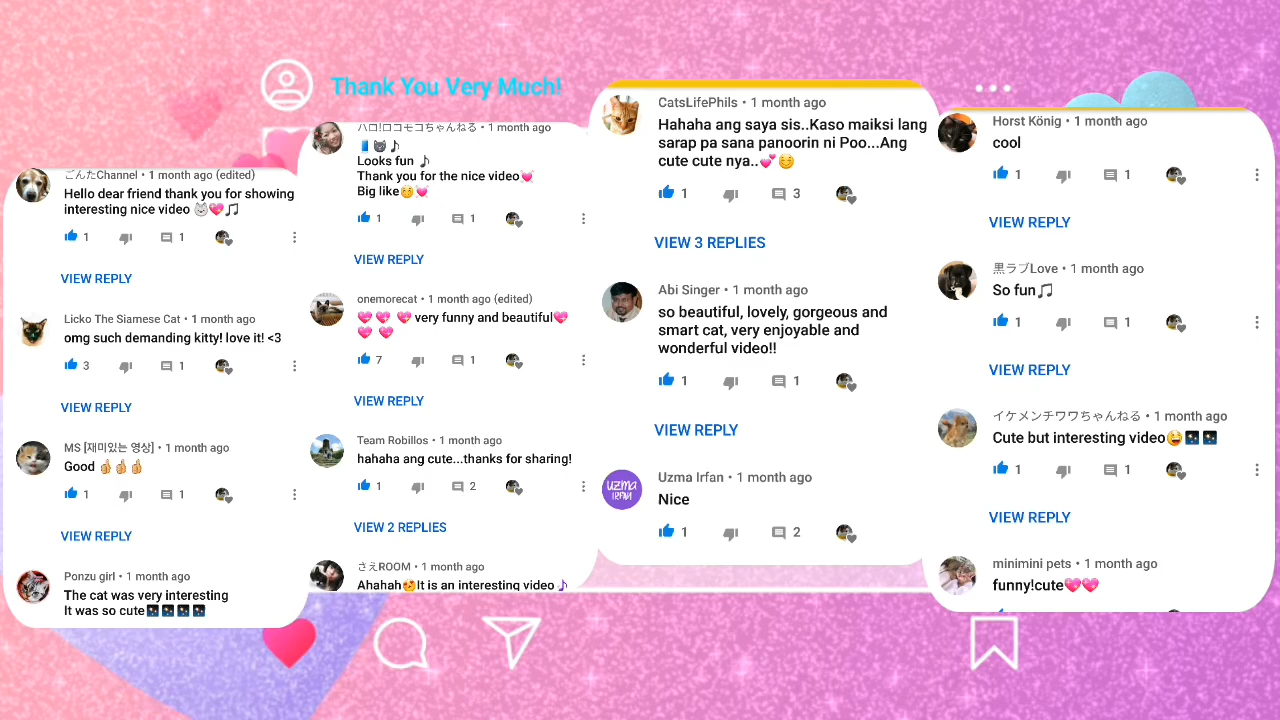 Thank You Very Much!
ごんたChannel • 1 month ago (edited)
Hello dear friend thank you for showing
interesting nice video 🐱💖🎵
1 1
VIEW REPLY
Licko The Siamese Cat • 1 month ago
omg such demanding kitty! love it! <3
3 1
VIEW REPLY
MS [재미있는 영상] • 1 month ago
Good 👍👍👍
1 1
VIEW REPLY
Ponzu girl • 1 month ago
The cat was very interesting
It was so cute🎆🎆🎆🎆
ハロ!ロコモコちゃんねる • 1 month ago
Looks fun ♪
Thank you for the nice video💓
Big like😊💓
1 1
VIEW REPLY
onemorecat • 1 month ago (edited)
💖 💖 💖 very funny and beautiful💖
💖 💖
7 1
VIEW REPLY
Team Robillos • 1 month ago
hahaha ang cute...thanks for sharing!
1 2
VIEW 2 REPLIES
さえROOM • 1 month ago
Ahahah🥰It is an interesting video♪
CatsLifePhils • 1 month ago
Hahaha ang saya sis..Kaso maiksi lang
sarap pa sana panoorin ni Poo...Ang
cute cute nya..💕😊
1 3
VIEW 3 REPLIES
Abi Singer • 1 month ago
so beautiful, lovely, gorgeous and
smart cat, very enjoyable and
wonderful video!!
1 1
VIEW REPLY
Uzma Irfan • 1 month ago
UZMA
IRFAN
Nice
1 2
Horst König • 1 month ago
cool
1 1
VIEW REPLY
黒ラブLove • 1 month ago
So fun🎵
1 1
VIEW REPLY
イケメンチワワちゃんねる • 1 month ago
Cute but interesting video😆🎆🎆
1 1
VIEW REPLY
minimini pets • 1 month ago
funny!cute💖💖